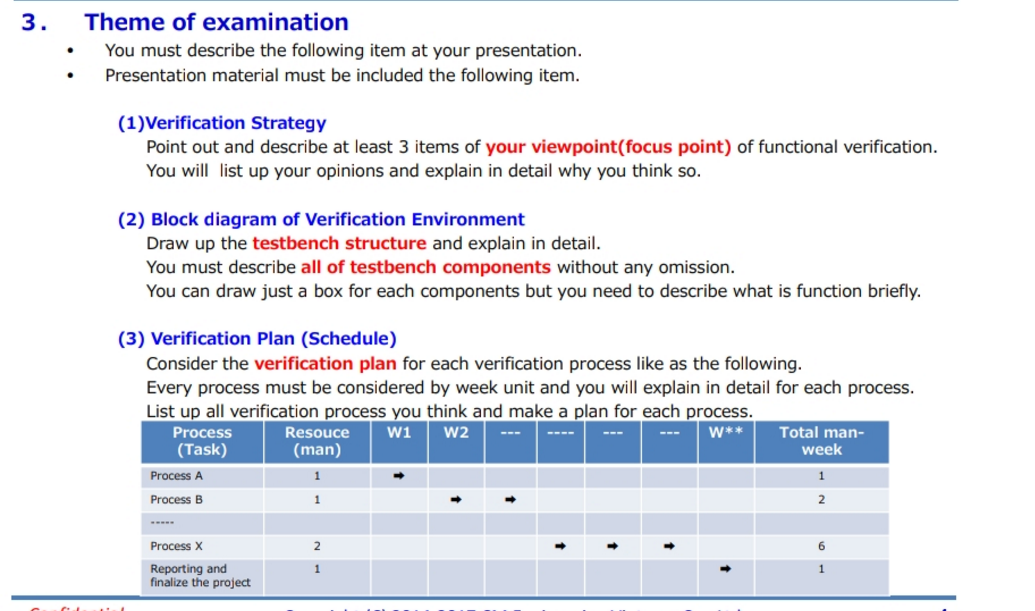 3. Theme of examination
• You must describe the following item at your presentation.
• Presentation material must be included the following item.
(1)Verification Strategy
Point out and describe at least 3 items of your viewpoint(focus point) of functional verification.
You will list up your opinions and explain in detail why you think so.
(2) Block diagram of Verification Environment
Draw up the testbench structure and explain in detail.
You must describe all of testbench components without any omission.
You can draw just a box for each components but you need to describe what is function briefly.
(3) Verification Plan (Schedule)
Consider the verification plan for each verification process like as the following.
Every process must be considered by week unit and you will explain in detail for each process.
List up all verification process you think and make a plan for each process.
Process (Task) Resouce (man) W1 W2 --- ---- --- --- W** Total man-week
Process A 1 ➡ 1
Process B 1 ➡ ➡ 2
-----
Process X 2 ➡ ➡ ➡ 6
Reporting and finalize the project 1 ➡ 1